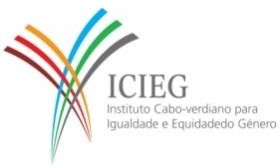 ICIEG
Instituto Cabo-verdiano para
Igualdade e Equidadedo Género